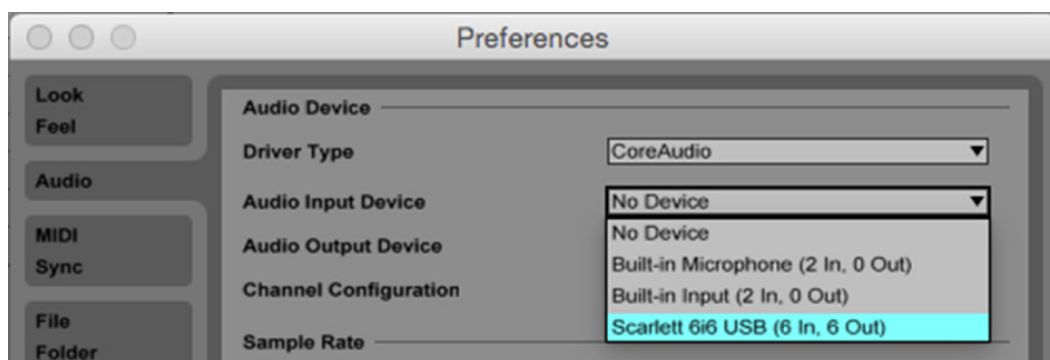 Preferences
Look
Feel
Audio
MIDI
Sync
File
Folder
Audio Device
Driver Type CoreAudio
Audio Input Device No Device
Audio Output Device No Device
Built-in Microphone (2 In, 0 Out)
Channel Configuration Built-in Input (2 In, 0 Out)
Scarlett 6i6 USB (6 In, 6 Out)
Sample Rate